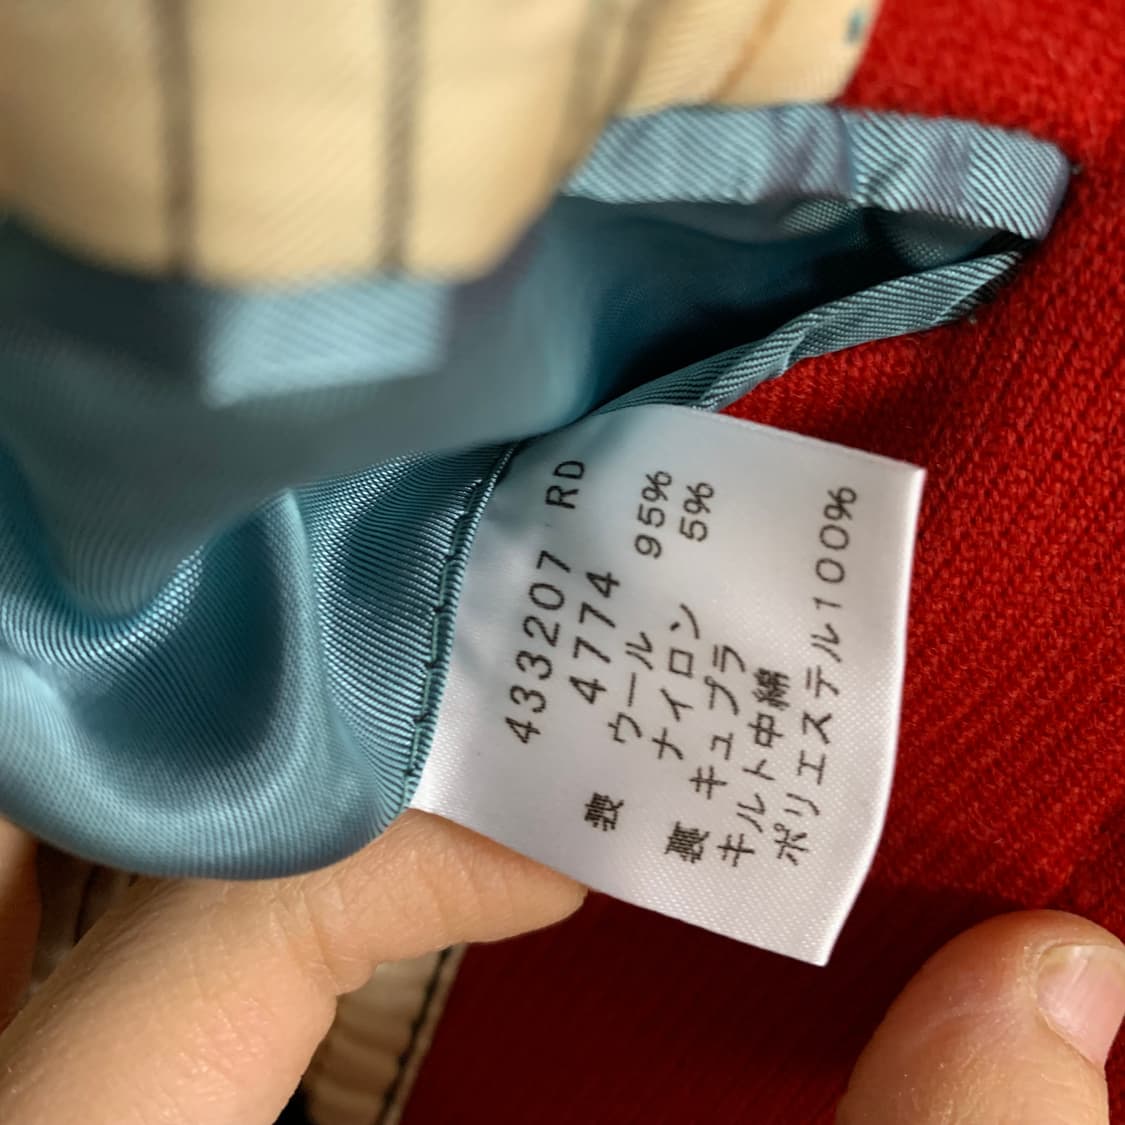 433207 RD
4774
表 ウール 95%
ナイロン 5%
裏 キュプラ
キルト中綿
ポリエステル100%